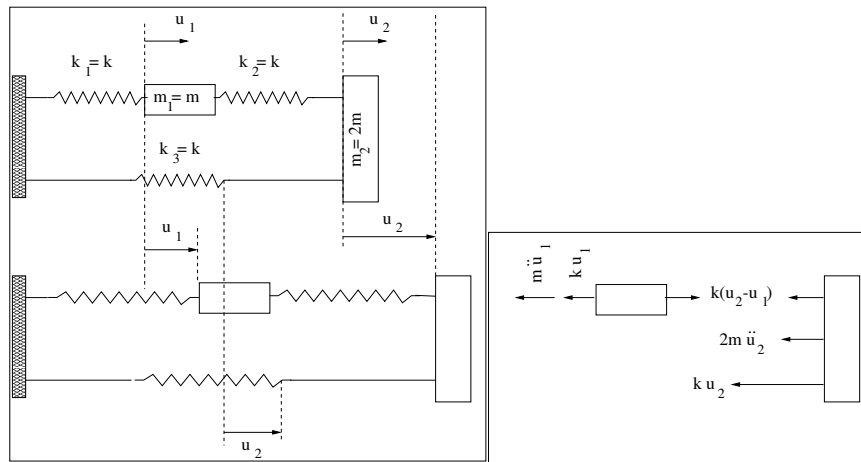 u 1
u 2
k 1 = k
k 2 = k
m 1 = m
m 2 = 2m
k 3 = k
u 2
u 1
u 2
m ü 1
k u 1
k(u 2 -u 1 )
2m ü 2
k u 2